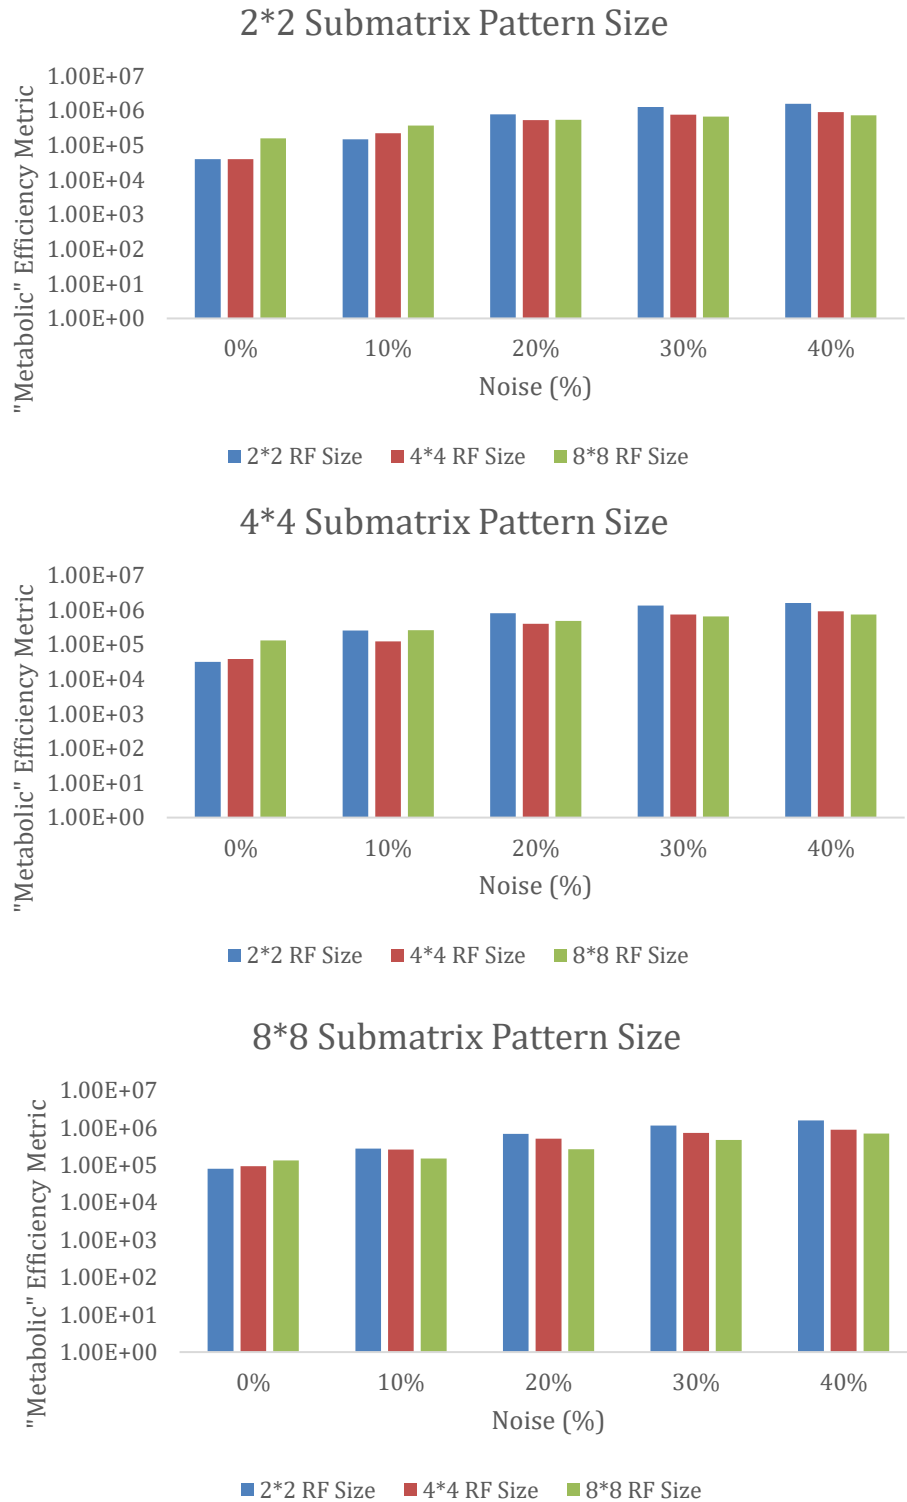 2*2 Submatrix Pattern Size
"Metabolic" Efficiency Metric
1.00E+07
1.00E+06
1.00E+05
1.00E+04
1.00E+03
1.00E+02
1.00E+01
1.00E+00
0% 10% 20% 30% 40%
Noise (%)
2*2 RF Size 4*4 RF Size 8*8 RF Size
4*4 Submatrix Pattern Size
"Metabolic" Efficiency Metric
1.00E+07
1.00E+06
1.00E+05
1.00E+04
1.00E+03
1.00E+02
1.00E+01
1.00E+00
0% 10% 20% 30% 40%
Noise (%)
2*2 RF Size 4*4 RF Size 8*8 RF Size
8*8 Submatrix Pattern Size
"Metabolic" Efficiency Metric
1.00E+07
1.00E+06
1.00E+05
1.00E+04
1.00E+03
1.00E+02
1.00E+01
1.00E+00
0% 10% 20% 30% 40%
Noise (%)
2*2 RF Size 4*4 RF Size 8*8 RF Size